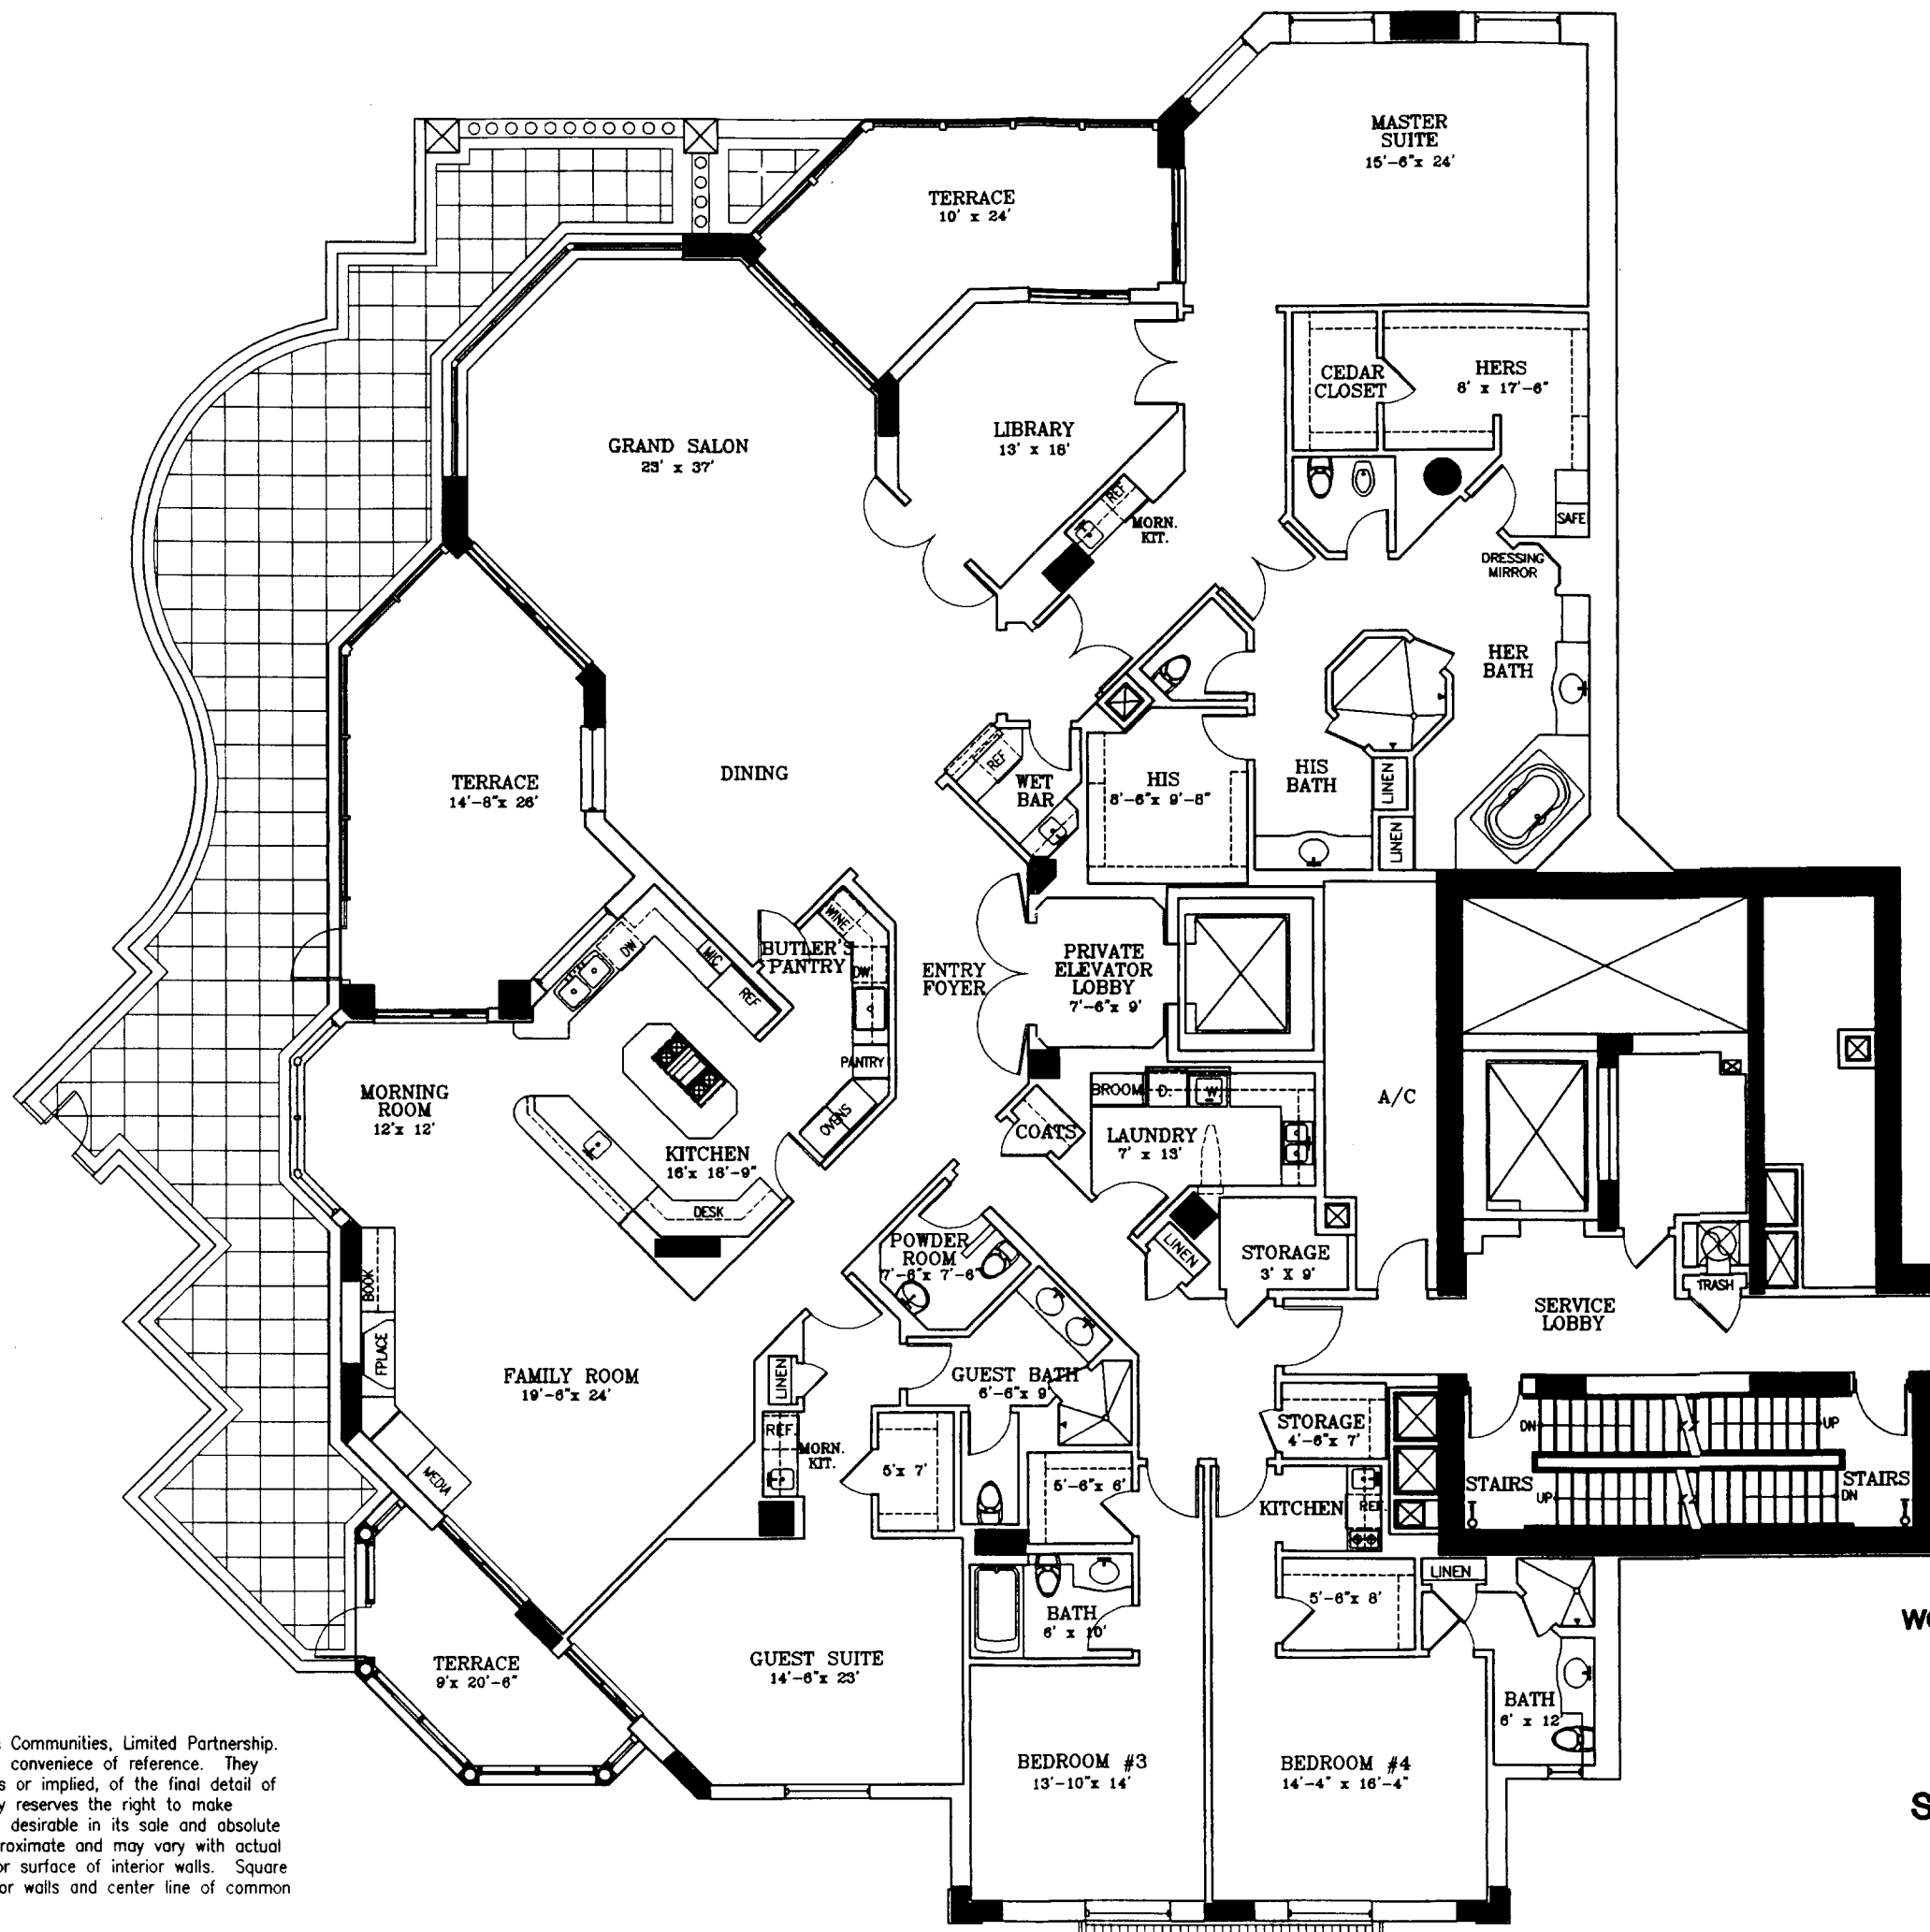 MASTER
SUITE
15'-6"x 24'
TERRACE
10' x 24'
CEDAR
CLOSET
HERS
8' x 17'-6"
LIBRARY
13' x 18'
GRAND SALON
23' x 37'
REF
MORN.
KIT.
SAFE
DRESSING
MIRROR
HER
BATH
TERRACE
14'-8"x 26'
DINING
REF
WET
BAR
HIS
8'-6"x 9'-8"
HIS
BATH
LINEN
LINEN
WINE
DW
MIC
REF
BUTLER'S
PANTRY
DW
ENTRY
FOYER
PRIVATE
ELEVATOR
LOBBY
7'-6"x 9'
PANTRY
OVENS
MORNING
ROOM
12'x 12'
KITCHEN
16'x 18'-9"
DESK
BROOM
D.
W.
COATS
LAUNDRY
7' x 13'
A/C
LINEN
STORAGE
3' X 9'
POWDER
ROOM
7'-6"x 7'-6"
TRASH
SERVICE
LOBBY
BOOK
FPLACE
MEDIA
FAMILY ROOM
19'-6"x 24'
LINEN
REF.
MORN.
KIT.
GUEST BATH
6'-6"x 9'
5'x 7'
5'-6"x 6'
STORAGE
4'-6"x 7'
KITCHEN
REF.
DN
UP
STAIRS
UP
DN
STAIRS
5'-6"x 8'
LINEN
BATH
6' x 10'
TERRACE
9'x 20'-6"
GUEST SUITE
14'-6"x 23'
BATH
6' x 12'
BEDROOM #3
13'-10"x 14'
BEDROOM #4
14'-4" x 16'-4"
Communities, Limited Partnership.
conveniece of reference. They
s or implied, of the final detail of
y reserves the right to make
desirable in its sale and absolute
roximate and may vary with actual
or surface of interior walls. Square
or walls and center line of common